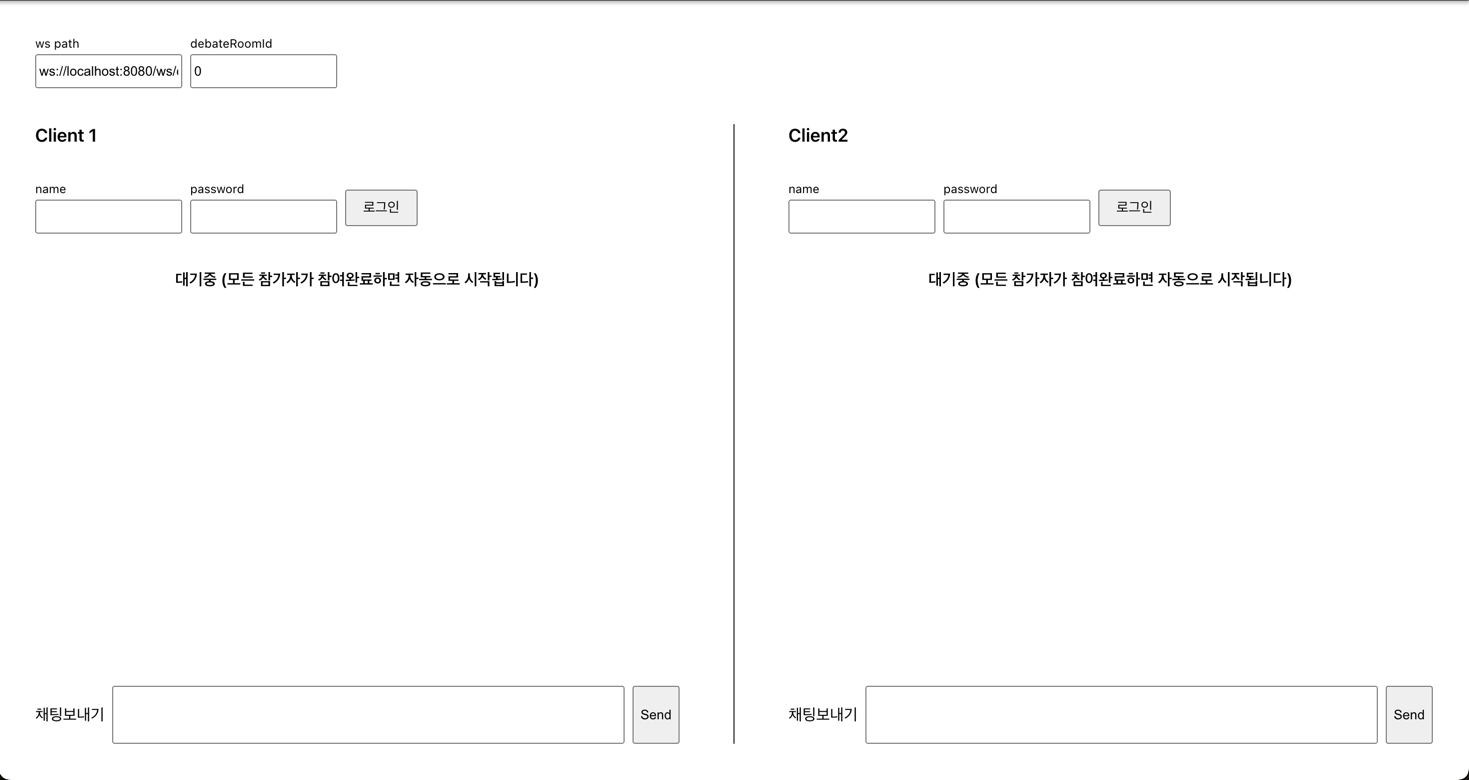 ws path
debateRoomId
ws://localhost:8080/ws/
0
Client 1
name
password
로그인
대기중 (모든 참가자가 참여완료하면 자동으로 시작됩니다)
채팅보내기
Send
Client2
name
password
로그인
대기중 (모든 참가자가 참여완료하면 자동으로 시작됩니다)
채팅보내기
Send